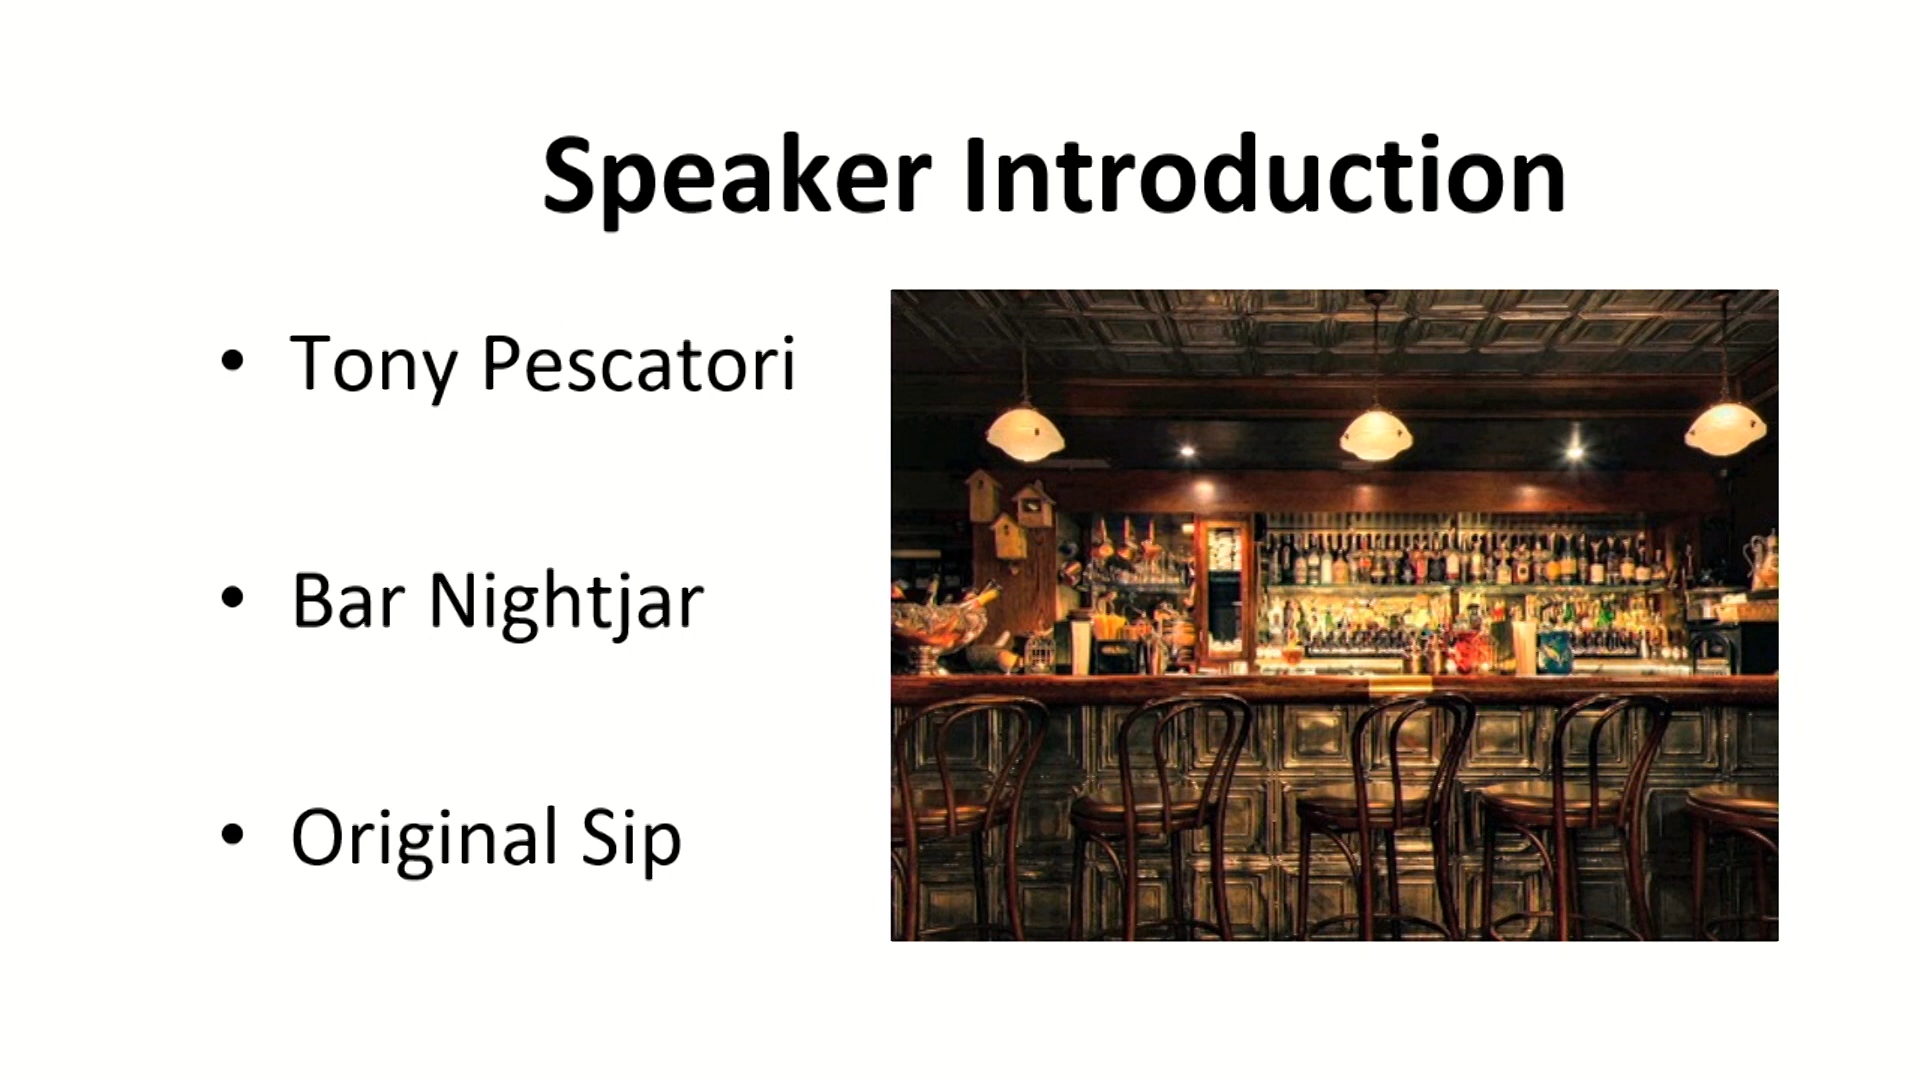 Speaker Introduction
• Tony Pescatori
• Bar Nightjar
• Original Sip